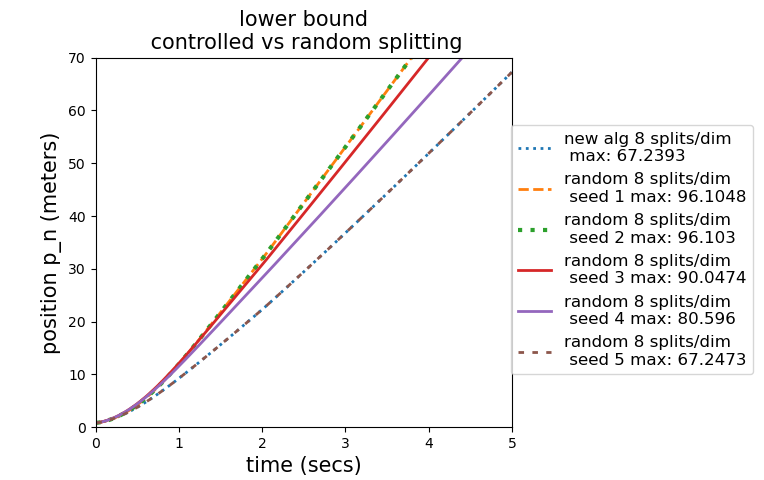 lower bound
controlled vs random splitting
70
60
50
40
30
20
10
0
position p_n (meters)
0 1 2 3 4 5
time (secs)
new alg 8 splits/dim
max: 67.2393
random 8 splits/dim
seed 1 max: 96.1048
random 8 splits/dim
seed 2 max: 96.103
random 8 splits/dim
seed 3 max: 90.0474
random 8 splits/dim
seed 4 max: 80.596
random 8 splits/dim
seed 5 max: 67.2473